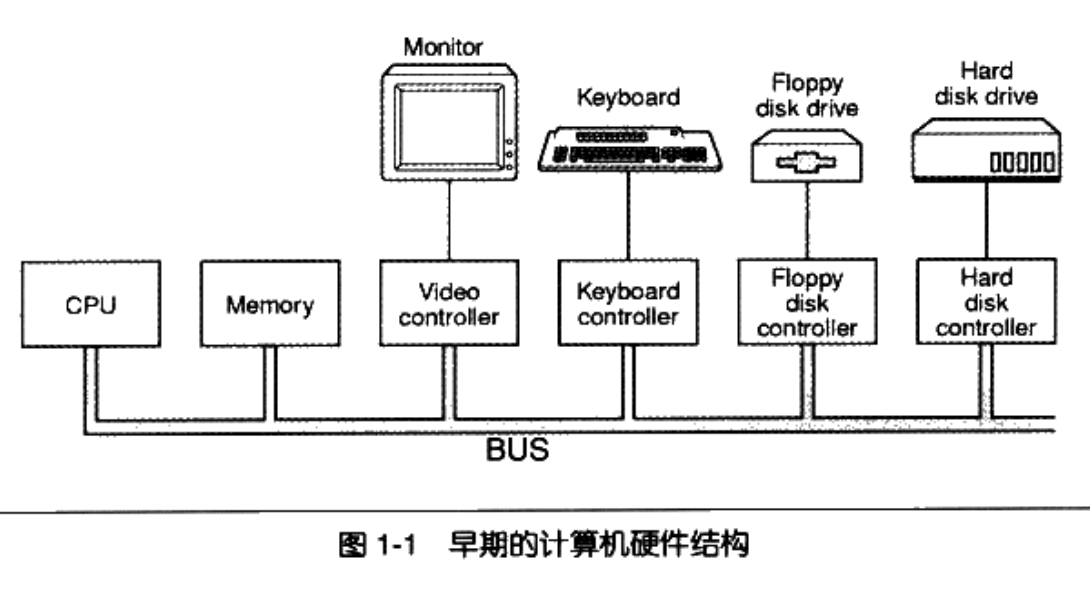 Monitor
Keyboard
Floppy
disk drive
Hard
disk drive
CPU
Memory
Video
controller
Keyboard
controller
Floppy
disk
controller
Hard
disk
controller
BUS
图 1-1 早期的计算机硬件结构